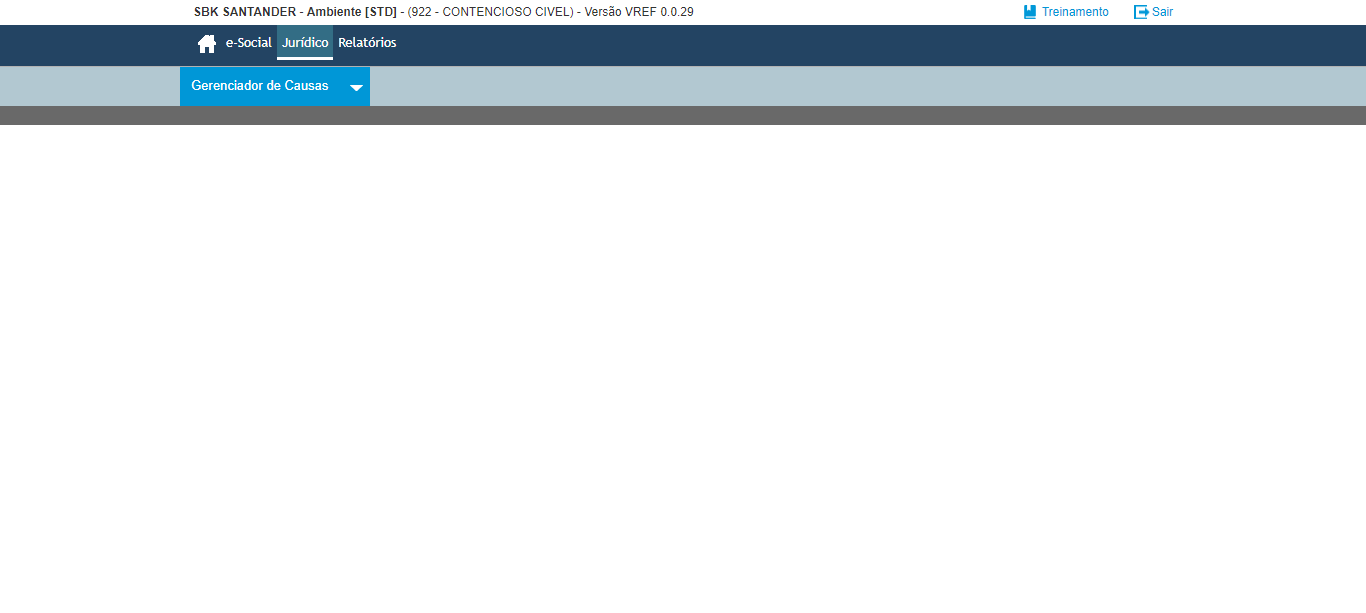 SBK SANTANDER - Ambiente [STD] - (922 - CONTENCIOSO CIVEL) - Versão VREF 0.0.29 Treinamento Sair
e-Social Jurídico Relatórios
Gerenciador de Causas